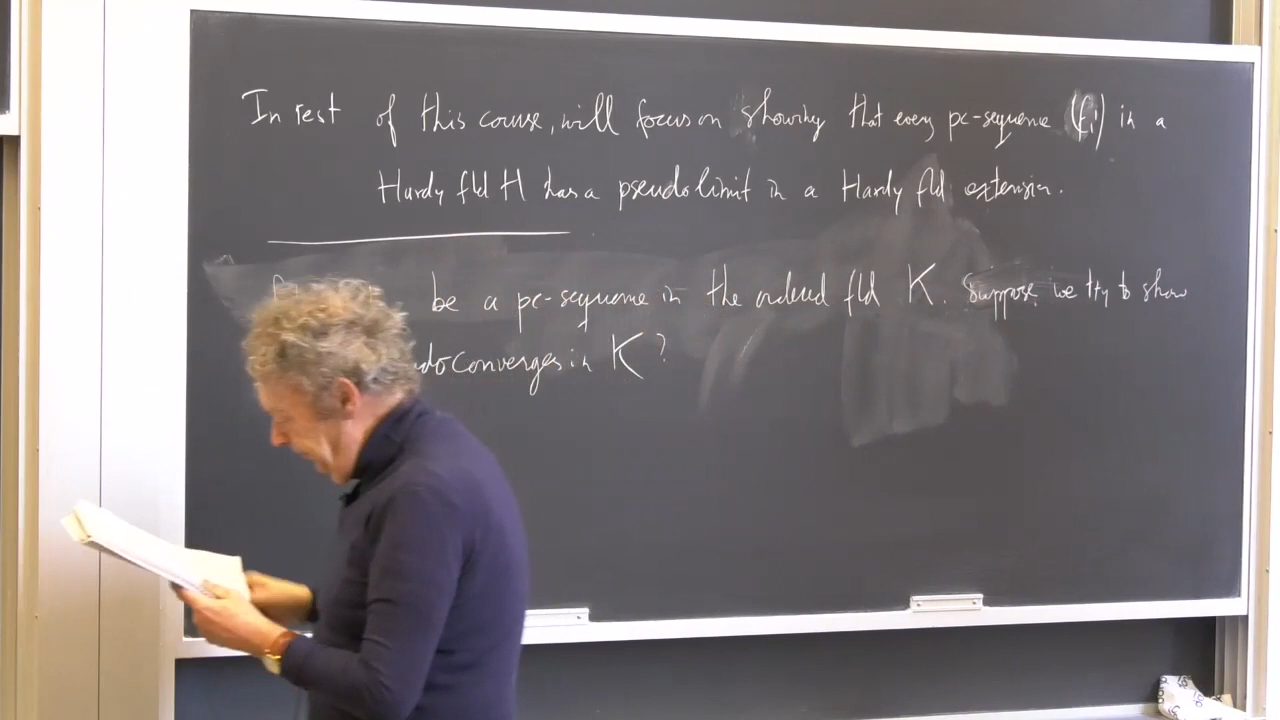 In rest of this course, will focus on showing that every pc-sequence (f_i) in a
Hardy fld H has a pseudolimit in a Hardy fld extension.
be a pc-sequence in the ordered fld K. Suppose we try to show
converges in K?